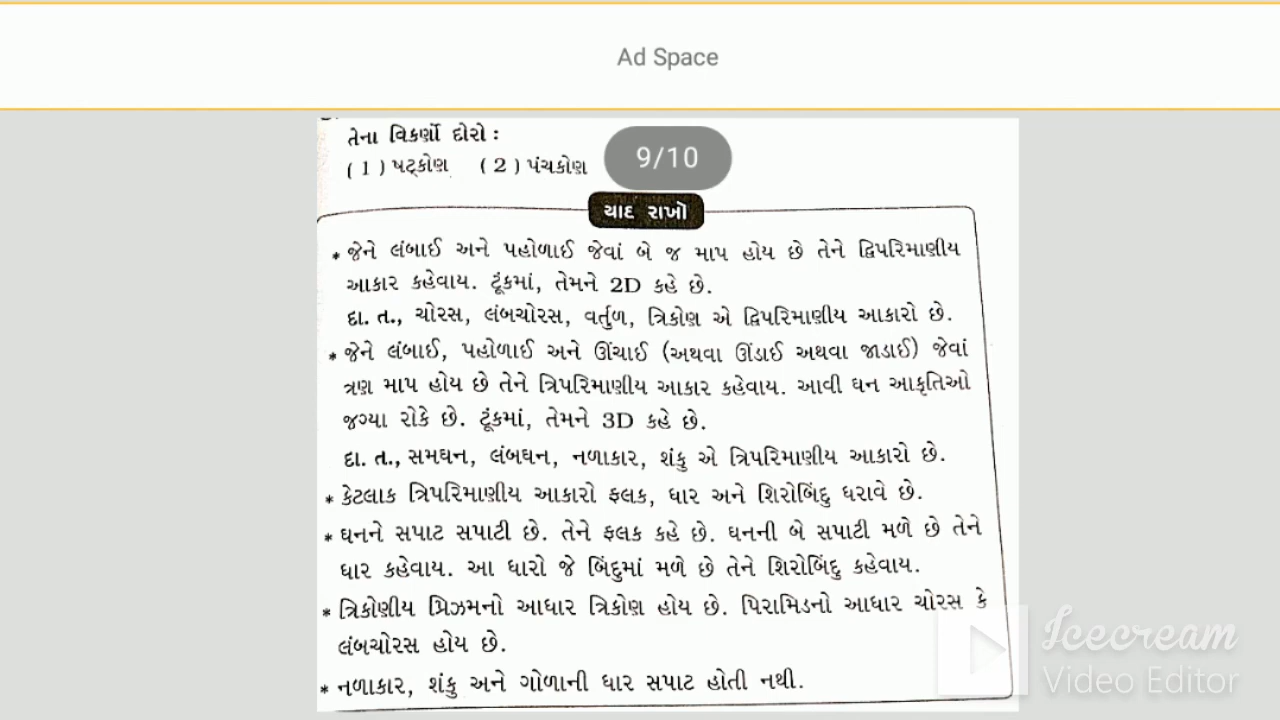 Ad Space
તેના વિકર્ણો દોરો :
( 1 ) ષટ્કોણ ( 2 ) પંચકોણ
9/10
યાદ રાખો
* જેને લંબાઈ અને પહોળાઈ જેવાં બે જ માપ હોય છે તેને દ્વિપરિમાણીય
આકાર કહેવાય. ટૂંકમાં, તેમને 2D કહે છે.
દા. ત., ચોરસ, લંબચોરસ, વર્તુળ, ત્રિકોણ એ દ્વિપરિમાણીય આકારો છે.
* જેને લંબાઈ, પહોળાઈ અને ઊંચાઈ (અથવા ઊંડાઈ અથવા જાડાઈ) જેવાં
ત્રણ માપ હોય છે તેને ત્રિપરિમાણીય આકાર કહેવાય. આવી ઘન આકૃતિઓ
જગ્યા રોકે છે. ટૂંકમાં, તેમને 3D કહે છે.
દા. ત., સમઘન, લંબઘન, નળાકાર, શંકુ એ ત્રિપરિમાણીય આકારો છે.
* કેટલાક ત્રિપરિમાણીય આકારો ફલક, ધાર અને શિરોબિંદુ ધરાવે છે.
* ઘનને સપાટ સપાટી છે. તેને ફલક કહે છે. ઘનની બે સપાટી મળે છે તેને
ધાર કહેવાય. આ ધારો જે બિંદુમાં મળે છે તેને શિરોબિંદુ કહેવાય.
* ત્રિકોણીય પ્રિઝમનો આધાર ત્રિકોણ હોય છે. પિરામિડનો આધાર ચોરસ કે
લંબચોરસ હોય છે.
* નળાકાર, શંકુ અને ગોળાની ધાર સપાટ હોતી નથી.
Icecream
Video Editor